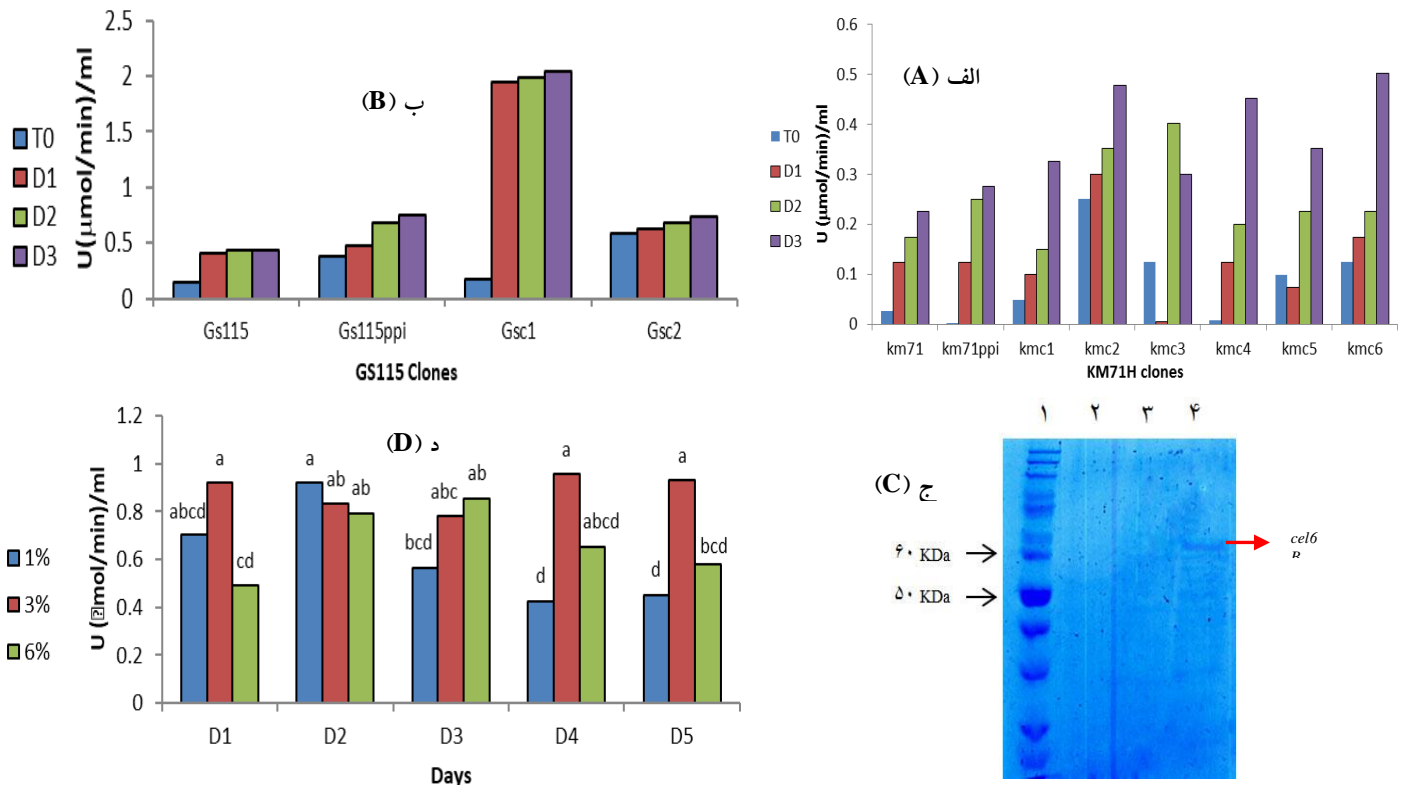 (B) ب
2.5
2
1.5
1
0.5
0
U(µmol/min)/ml
T0
D1
D2
D3
Gs115
Gs115ppi
Gsc1
Gsc2
GS115 Clones
(A) الف
0.6
0.5
0.4
0.3
0.2
0.1
0
U (µmol/min)/ml
T0
D1
D2
D3
km71
km71ppi
kmc1
kmc2
kmc3
kmc4
kmc5
kmc6
KM71H clones
(D) د
1.2
1
0.8
0.6
0.4
0.2
0
U (mol/min)/ml
1%
3%
6%
abcd
a
cd
a
ab
ab
bcd
abc
ab
d
a
abcd
d
a
bcd
D1
D2
D3
D4
D5
Days
۱ ۲ ۳ ۴
(C) ج
۶۰ KDa
۵۰ KDa
cel6